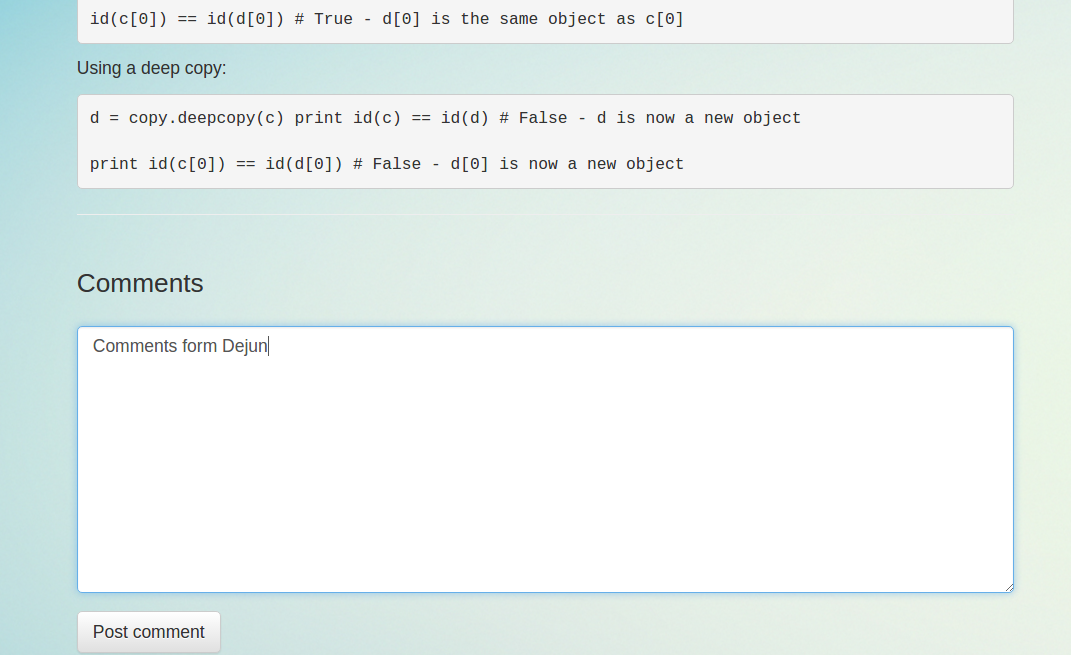 id(c[0]) == id(d[0]) # True - d[0] is the same object as c[0]
Using a deep copy:
d = copy.deepcopy(c) print id(c) == id(d) # False - d is now a new object
print id(c[0]) == id(d[0]) # False - d[0] is now a new object
Comments
Comments form Dejun
Post comment